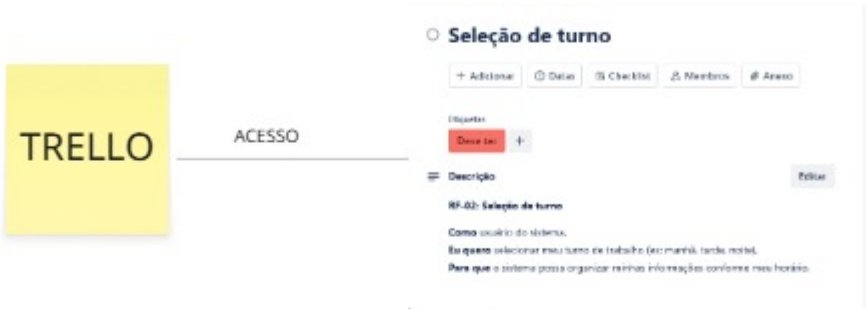 TRELLO
ACESSO
Seleção de turno
+ Adicionar Datas Checklist Membros Anexo
Etiquetas
Deve ter +
Descrição Editar
RF-02: Seleção de turno
Como usuário do sistema,
Eu quero selecionar meu turno de trabalho (ex: manhã, tarde, noite),
Para que o sistema possa organizar minhas informações conforme meu horário.